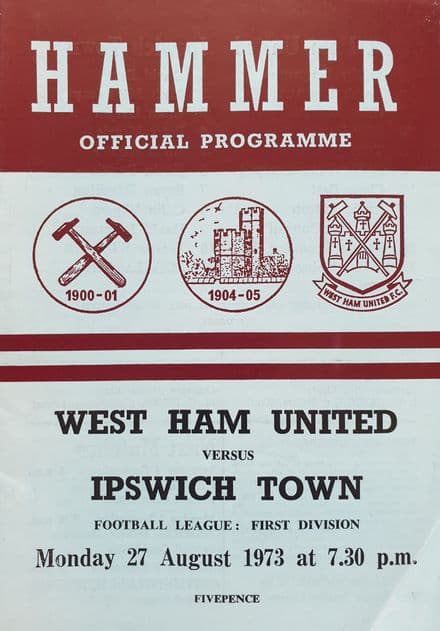 HAMMER
OFFICIAL PROGRAMME
1900-01
1904-05
WEST HAM UNITED F.C.
WEST HAM UNITED
VERSUS
IPSWICH TOWN
FOOTBALL LEAGUE: FIRST DIVISION
Monday 27 August 1973 at 7.30 p.m.
FIVEPENCE